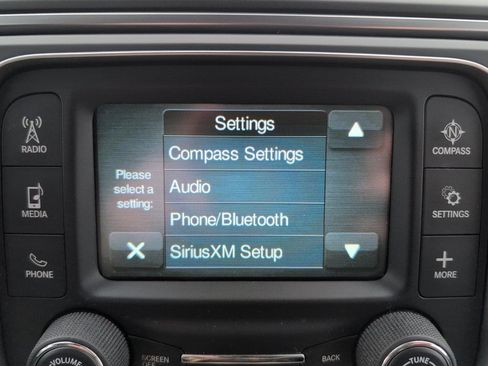 Settings
Compass Settings
Please
select a
setting:
Audio
Phone/Bluetooth
SiriusXM Setup
RADIO
MEDIA
PHONE
N
COMPASS
SETTINGS
MORE
VOLUME
SCREEN
OFF
BACK
TUNE